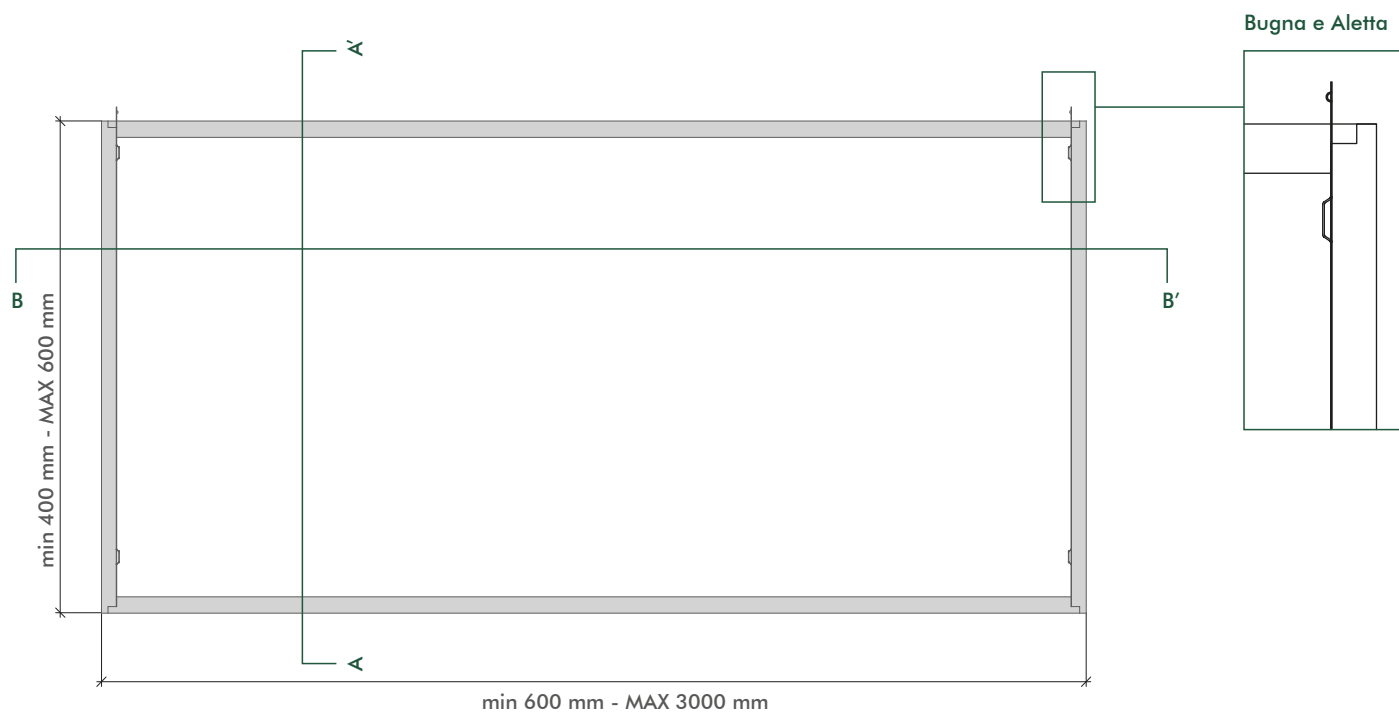 Bugna e Aletta
A'
B
B'
min 400 mm - MAX 600 mm
A
min 600 mm - MAX 3000 mm